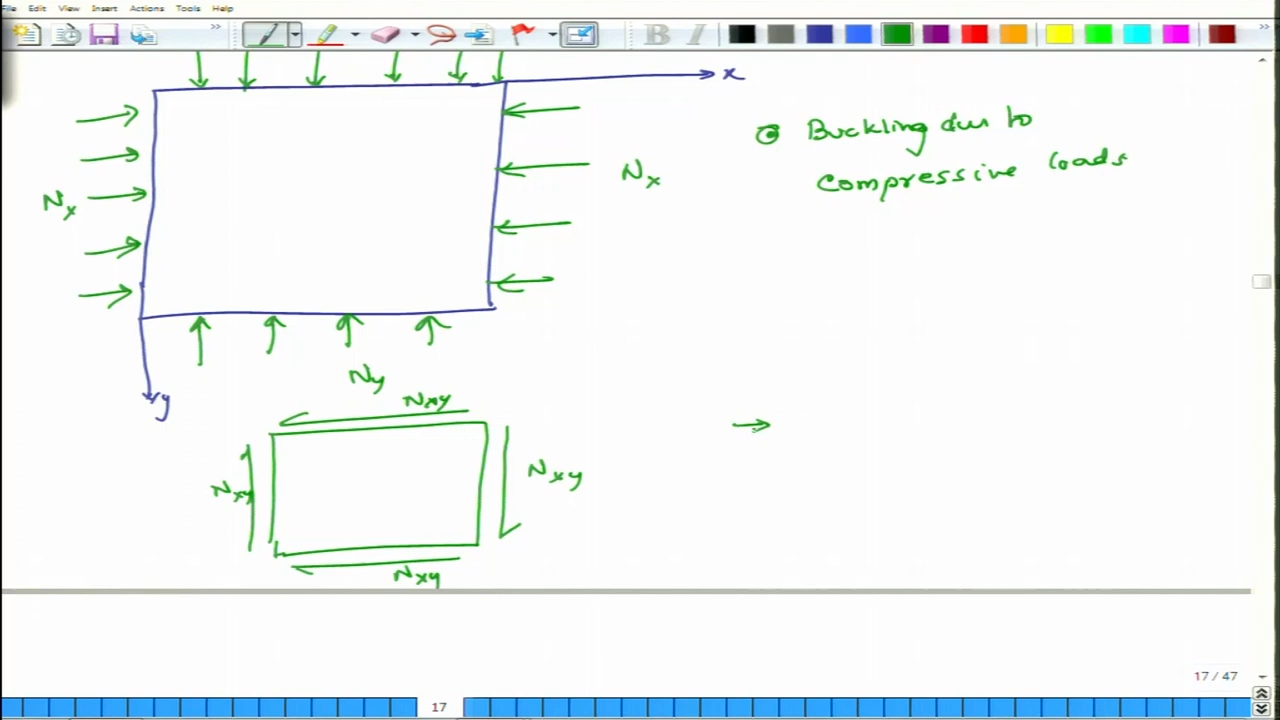 File Edit View Insert Actions Tools Help
B I
x
Buckling due to
compressive loads
Nx
Nx
Ny
y
Nxy
Nxy
Nxy
Nxy
17 / 47
17